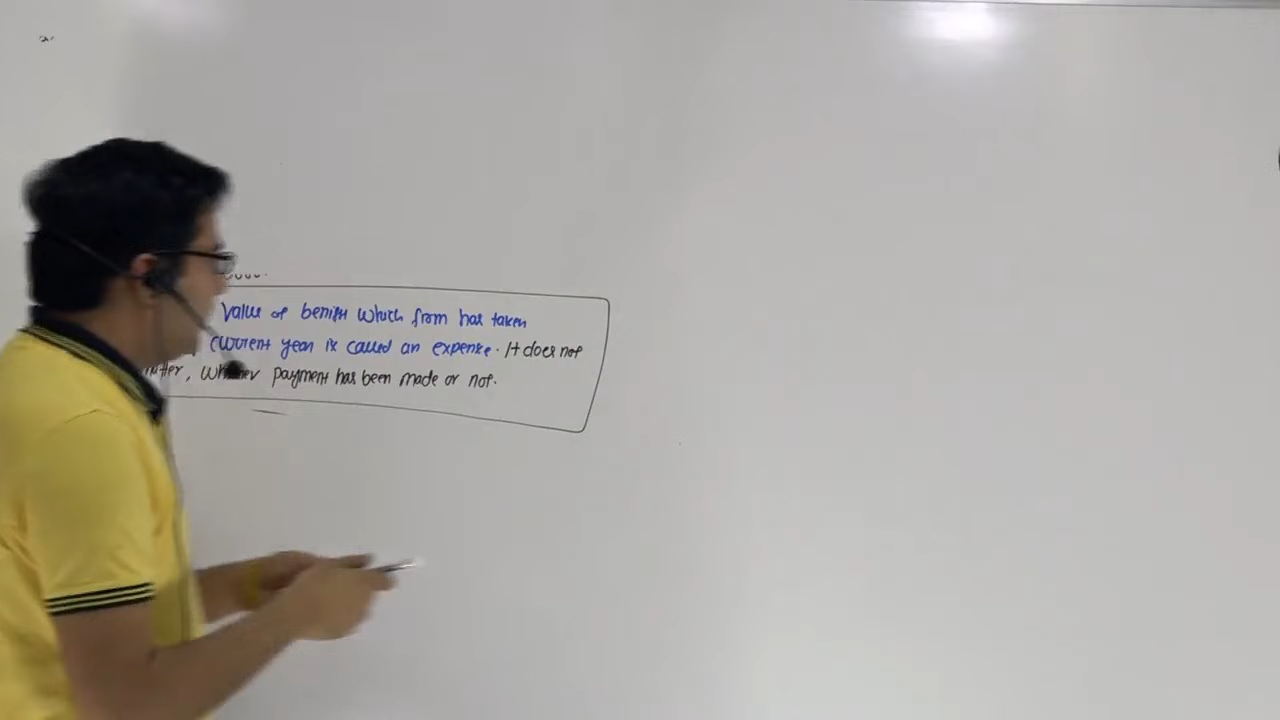 Value of benifit which from has taken
current year is called an expense. It does not
matter, whether payment has been made or not.